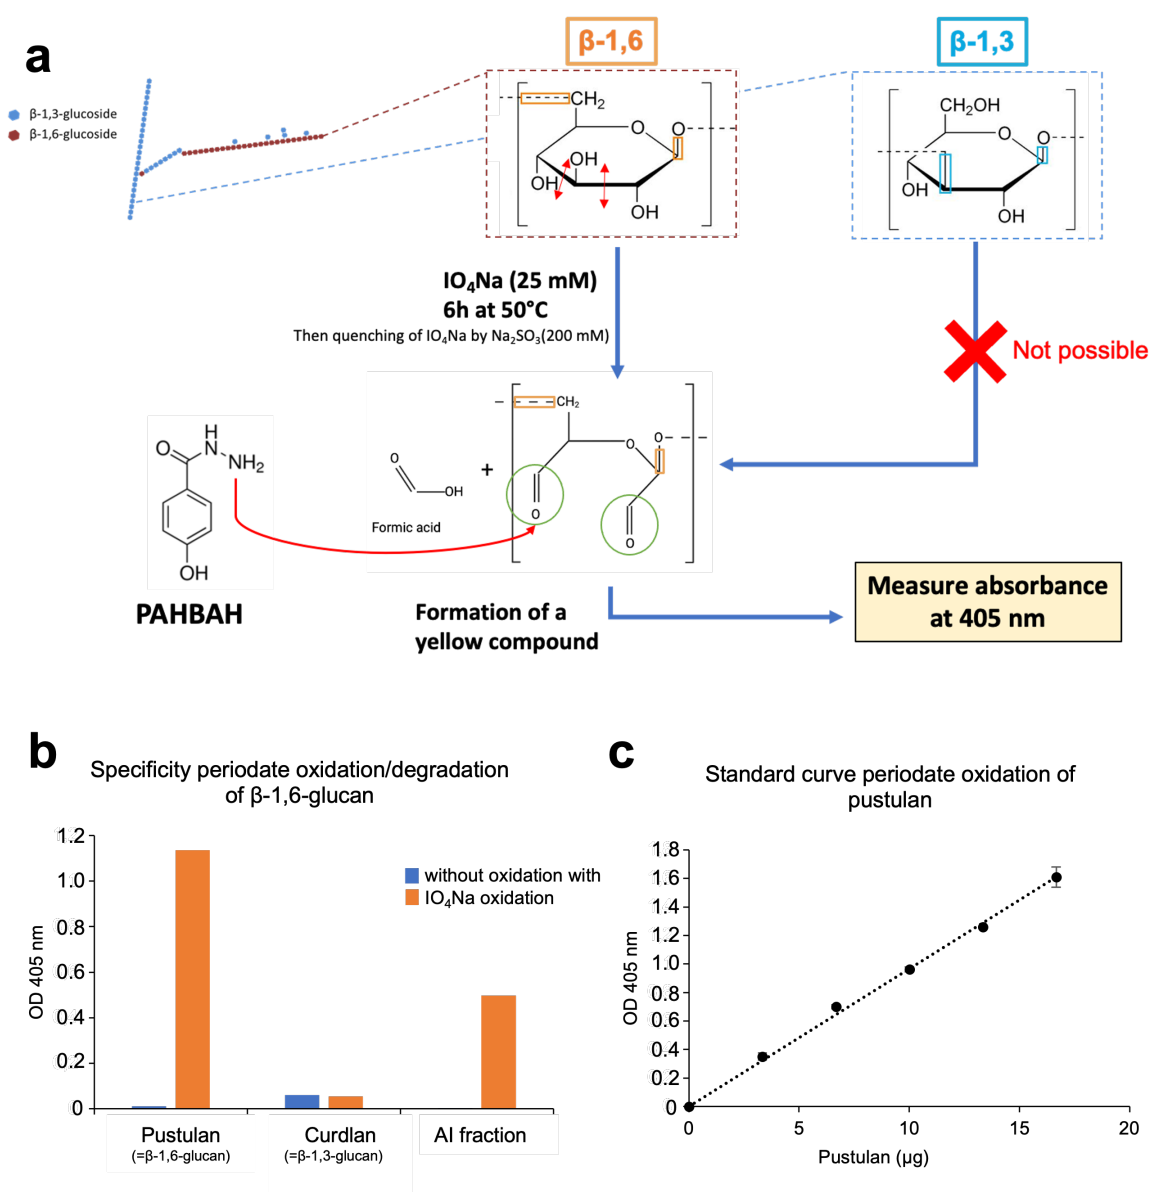 a
β-1,6
β-1,3
β-1,3-glucoside
β-1,6-glucoside
CH2
O
O
OH
OH
OH
CH2OH
O
O
OH
OH
IO4Na (25 mM)
6h at 50°C
Then quenching of IO4Na by Na2SO3(200 mM)
Not possible
H
N
O
NH2
OH
PAHBAH
O
OH
Formic acid
+
CH2
O
O
O
O
Formation of a
yellow compound
Measure absorbance
at 405 nm
b
Specificity periodate oxidation/degradation
of β-1,6-glucan
OD 405 nm
1.2
1.0
0.8
0.6
0.4
0.2
0
without oxidation with
IO4Na oxidation
Pustulan
(=β-1,6-glucan)
Curdlan
(=β-1,3-glucan)
AI fraction
c
Standard curve periodate oxidation of
pustulan
OD 405 nm
1.8
1.6
1.4
1.2
1.0
0.8
0.6
0.4
0.2
0
0
5
10
15
20
Pustulan (µg)